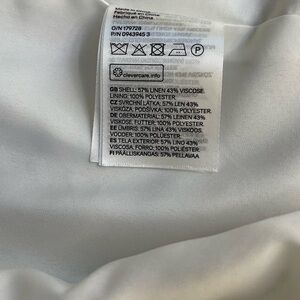 Made in China
Fabriqué en Chine
Hecho en China
O/N 179728
P/N 0943945 3
P
clevercare.info
GB SHELL: 57% LINEN 43% VISCOSE.
LINING: 100% POLYESTER
CZ SVRCHNÍ LÁTKA: 57% LEN 43%
VISKÓZA, PODŠÍVKA: 100% POLYESTER
DE OBERMATERIAL: 57% LEINEN 43%
VISKOSE, FUTTER: 100% POLYESTER
EE ÜMBRIS: 57% LINA 43% VISKOOS.
VOODER: 100% POLÜESTER
ES TELA EXTERIOR: 57% LINO 43%
VISCOSA, FORRO: 100% POLIÉSTER
FI PÄÄLLISKANGAS: 57% PELLAVAA